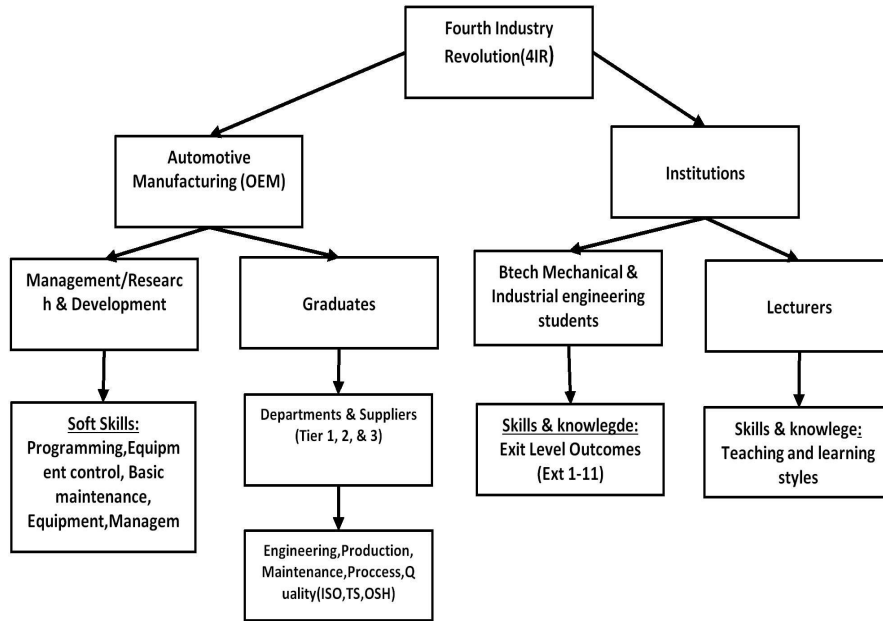 Fourth Industry
Revolution(4IR)
Automotive
Manufacturing (OEM)
Institutions
Management/Researc
h & Development
Graduates
Btech Mechanical &
Industrial engineering
students
Lecturers
Soft Skills:
Programming,Equipm
ent control, Basic
maintenance,
Equipment,Managem
Departments & Suppliers
(Tier 1, 2, & 3)
Skills & knowlegde:
Exit Level Outcomes
(Ext 1-11)
Skills & knowlege:
Teaching and learning
styles
Engineering,Production,
Maintenance,Proccess,Q
uality(ISO,TS,OSH)